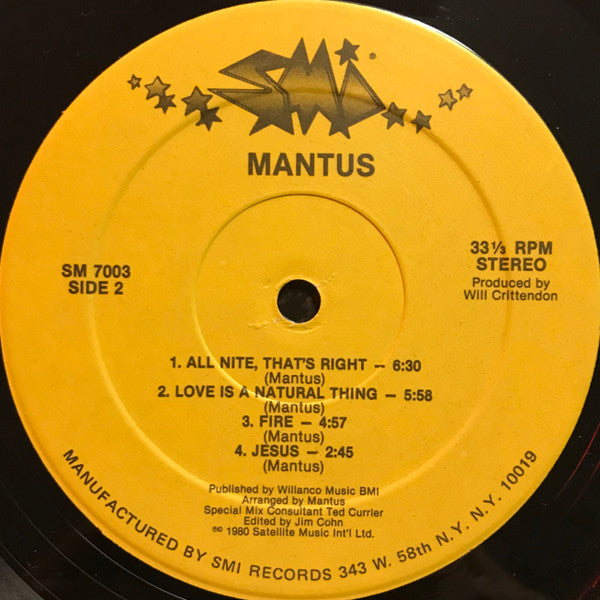 SMI®
MANTUS
SM 7003
SIDE 2
33⅓ RPM
STEREO
Produced by
Will Crittendon
1. ALL NITE, THAT'S RIGHT – 6:30
(Mantus)
2. LOVE IS A NATURAL THING – 5:58
(Mantus)
3. FIRE – 4:57
(Mantus)
4. JESUS – 2:45
(Mantus)
Published by Willanco Music BMI
Arranged by Mantus
Special Mix Consultant Ted Currier
Edited by Jim Cohn
℗© 1980 Satellite Music Int'l Ltd.
MANUFACTURED BY SMI RECORDS 343 W. 58th N.Y. N.Y. 10019